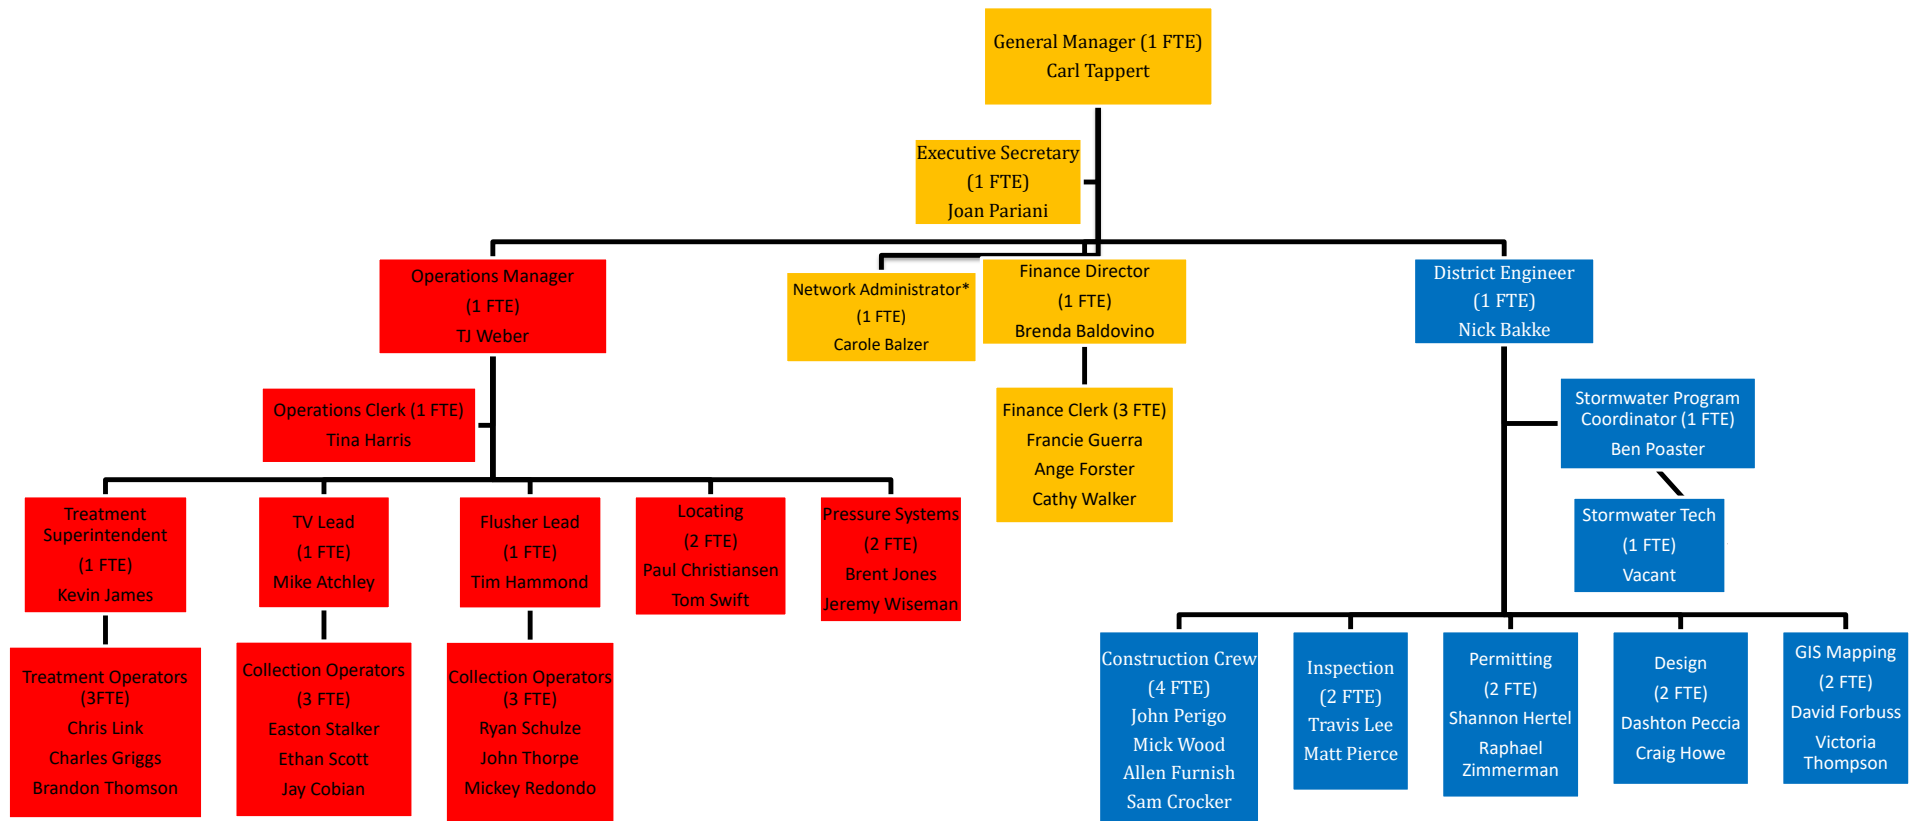 General Manager (1 FTE)
Carl Tappert
Executive Secretary
(1 FTE)
Joan Pariani
Operations Manager
(1 FTE)
TJ Weber
Network Administrator*
(1 FTE)
Carole Balzer
Finance Director
(1 FTE)
Brenda Baldovino
District Engineer
(1 FTE)
Nick Bakke
Operations Clerk (1 FTE)
Tina Harris
Finance Clerk (3 FTE)
Francie Guerra
Ange Forster
Cathy Walker
Stormwater Program
Coordinator (1 FTE)
Ben Poaster
Stormwater Tech
(1 FTE)
Vacant
Treatment
Superintendent
(1 FTE)
Kevin James
TV Lead
(1 FTE)
Mike Atchley
Flusher Lead
(1 FTE)
Tim Hammond
Locating
(2 FTE)
Paul Christiansen
Tom Swift
Pressure Systems
(2 FTE)
Brent Jones
Jeremy Wiseman
Treatment Operators
(3FTE)
Chris Link
Charles Griggs
Brandon Thomson
Collection Operators
(3 FTE)
Easton Stalker
Ethan Scott
Jay Cobian
Collection Operators
(3 FTE)
Ryan Schulze
John Thorpe
Mickey Redondo
Construction Crew
(4 FTE)
John Perigo
Mick Wood
Allen Furnish
Sam Crocker
Inspection
(2 FTE)
Travis Lee
Matt Pierce
Permitting
(2 FTE)
Shannon Hertel
Raphael
Zimmerman
Design
(2 FTE)
Dashton Peccia
Craig Howe
GIS Mapping
(2 FTE)
David Forbuss
Victoria
Thompson